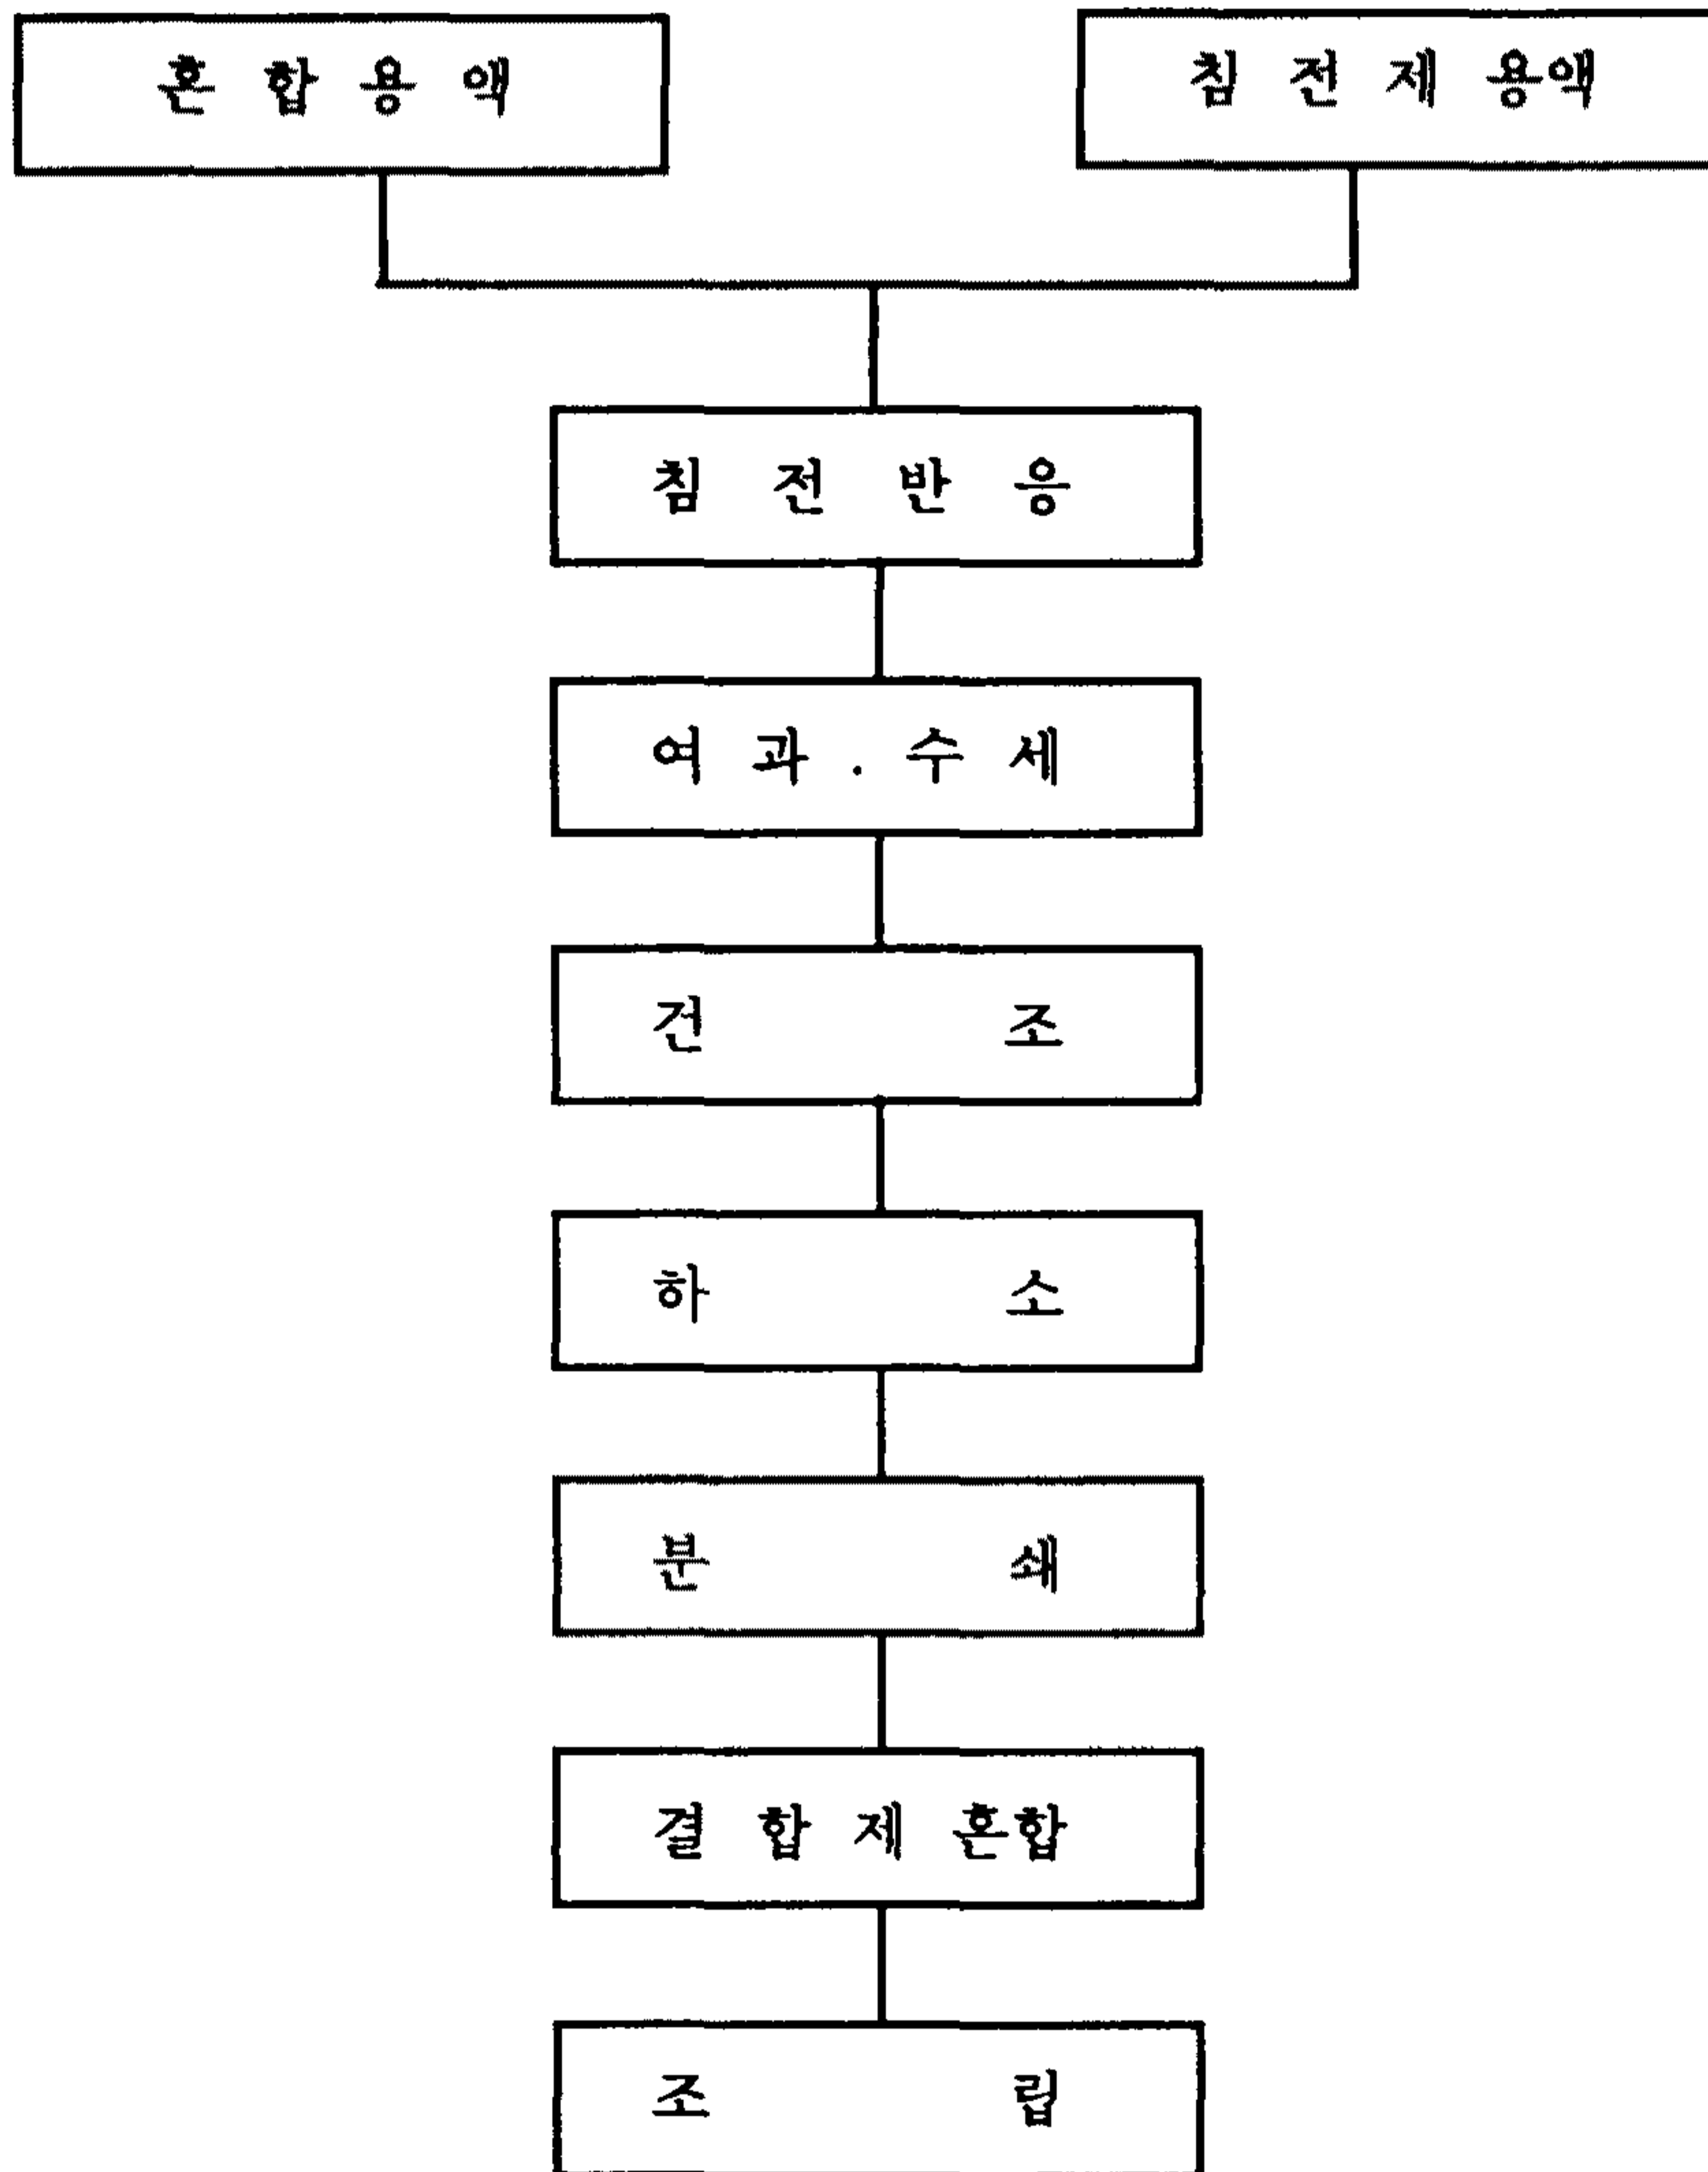 혼 합 용 액
침 전 제 용액
침 전 반 응
여 과 . 수 세
건 조
하 소
분 쇄
결 합 제 혼합
조 립